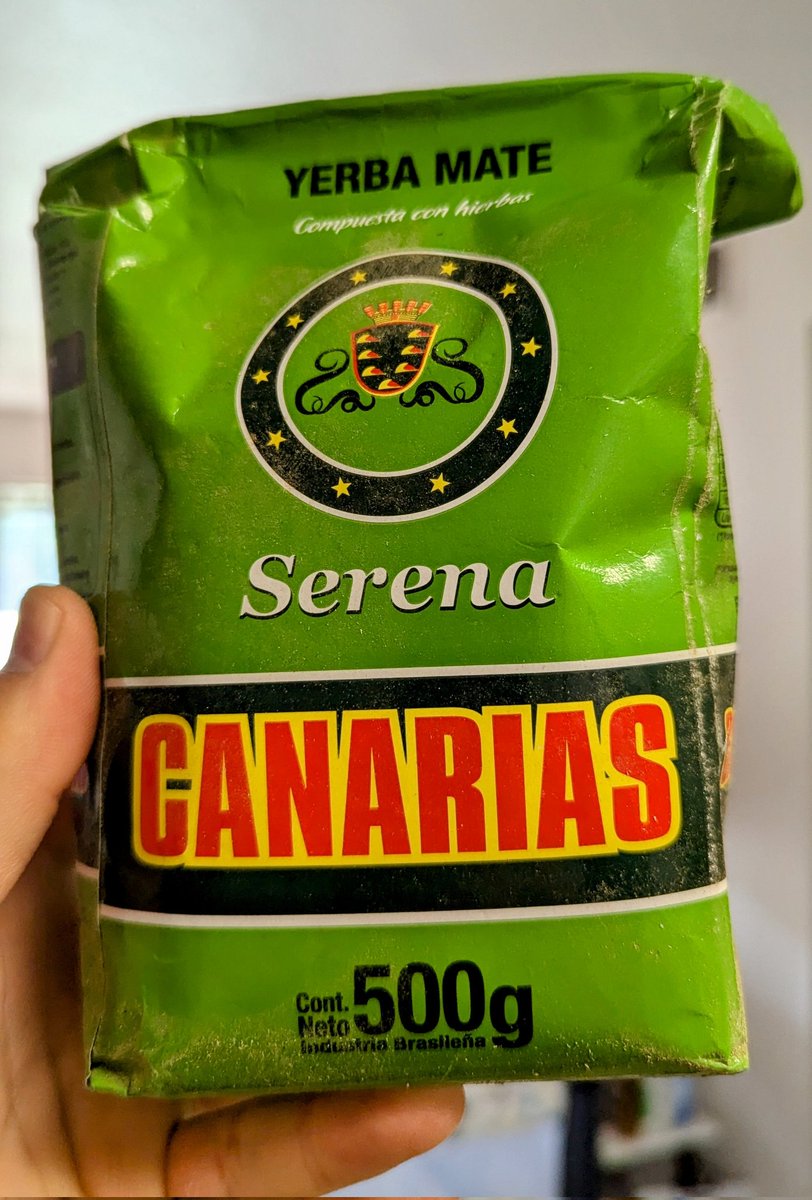 YERBA MATE
Compuesta con hierbas
Serena
CANARIAS
Cont.
Neto 500g
Industria Brasileña